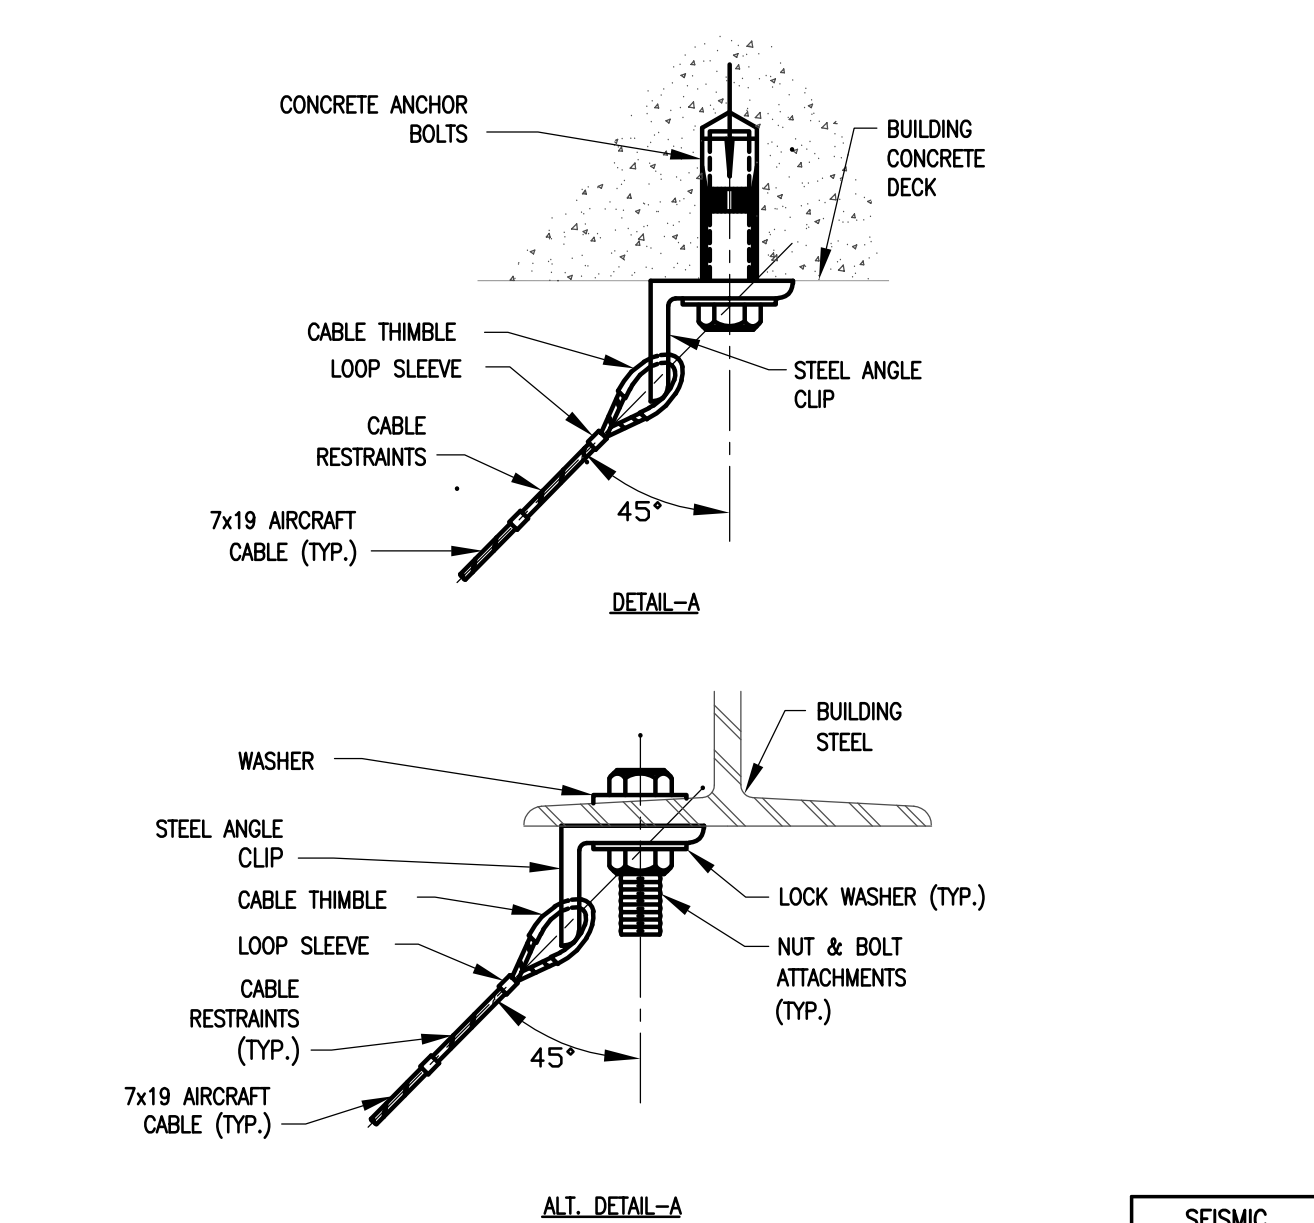 CONCRETE ANCHOR
BOLTS
BUILDING
CONCRETE
DECK
CABLE THIMBLE
LOOP SLEEVE
STEEL ANGLE
CLIP
CABLE
RESTRAINTS
45°
7x19 AIRCRAFT
CABLE (TYP.)
DETAIL-A
BUILDING
STEEL
WASHER
STEEL ANGLE
CLIP
CABLE THIMBLE
LOCK WASHER (TYP.)
LOOP SLEEVE
NUT & BOLT
ATTACHMENTS
(TYP.)
CABLE
RESTRAINTS
(TYP.)
45°
7x19 AIRCRAFT
CABLE (TYP.)
ALT. DETAIL-A
SEISMIC